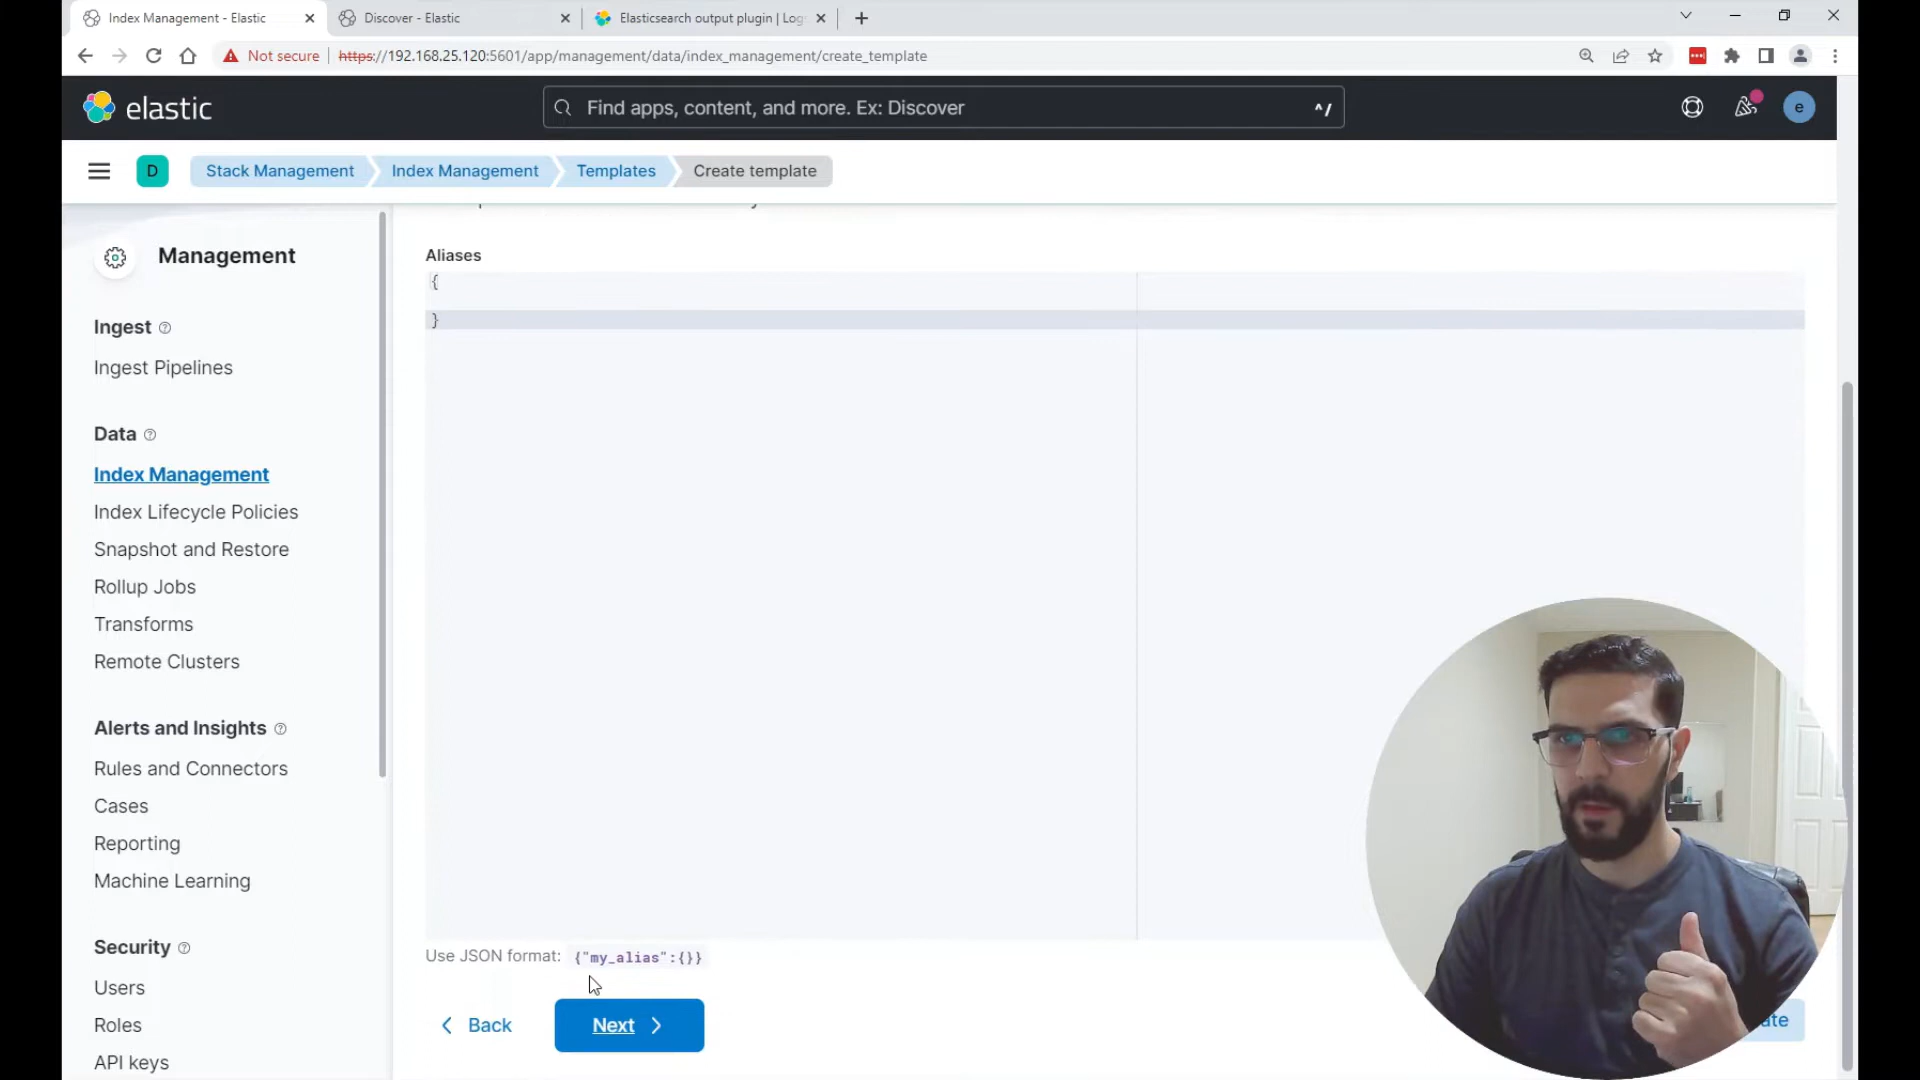 Index Management - Elastic
Discover - Elastic
Elasticsearch output plugin | Log
Not secure
https://192.168.25.120:5601/app/management/data/index_management/create_template
elastic
Find apps, content, and more. Ex: Discover
^/
e
D
Stack Management
Index Management
Templates
Create template
Management
Ingest
Ingest Pipelines
Data
Index Management
Index Lifecycle Policies
Snapshot and Restore
Rollup Jobs
Transforms
Remote Clusters
Alerts and Insights
Rules and Connectors
Cases
Reporting
Machine Learning
Security
Users
Roles
API keys
Aliases
{
}
Use JSON format: {"my_alias":{}}
Back
Next
ate